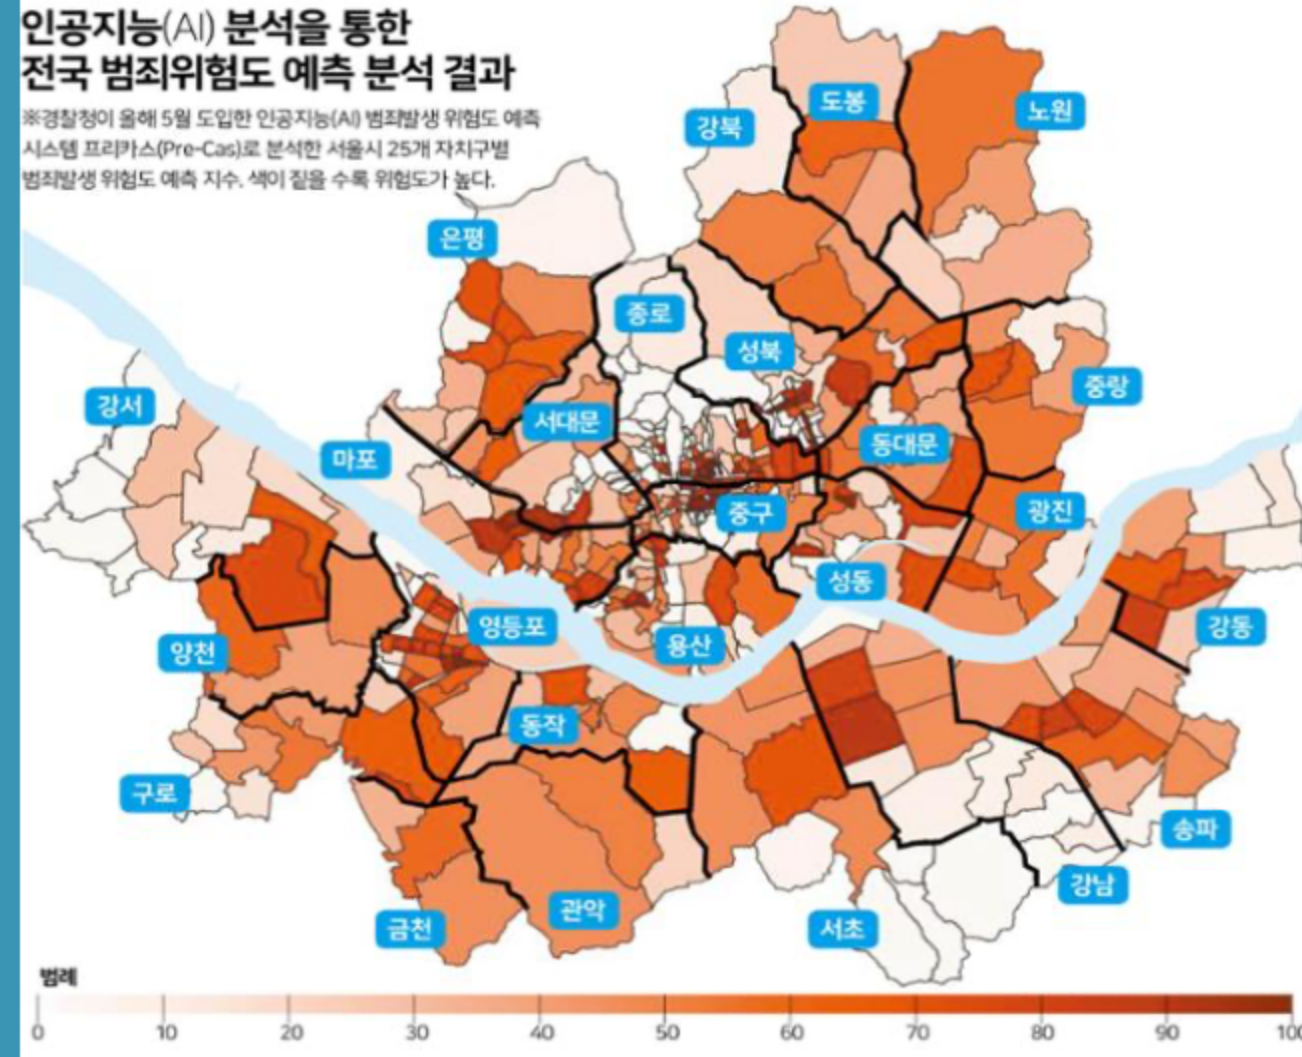 인공지능(AI) 분석을 통한
전국 범죄위험도 예측 분석 결과
※경찰청이 올해 5월 도입한 인공지능(AI) 범죄발생 위험도 예측
시스템 프리카스(Pre-Cas)로 분석한 서울시 25개 자치구별
범죄발생 위험도 예측 지수. 색이 짙을 수록 위험도가 높다.
도봉
노원
강북
은평
종로
성북
중랑
강서
서대문
동대문
마포
중구
광진
성동
영등포
용산
강동
양천
동작
구로
송파
강남
관악
금천
서초
범례
0 10 20 30 40 50 60 70 80 90 100